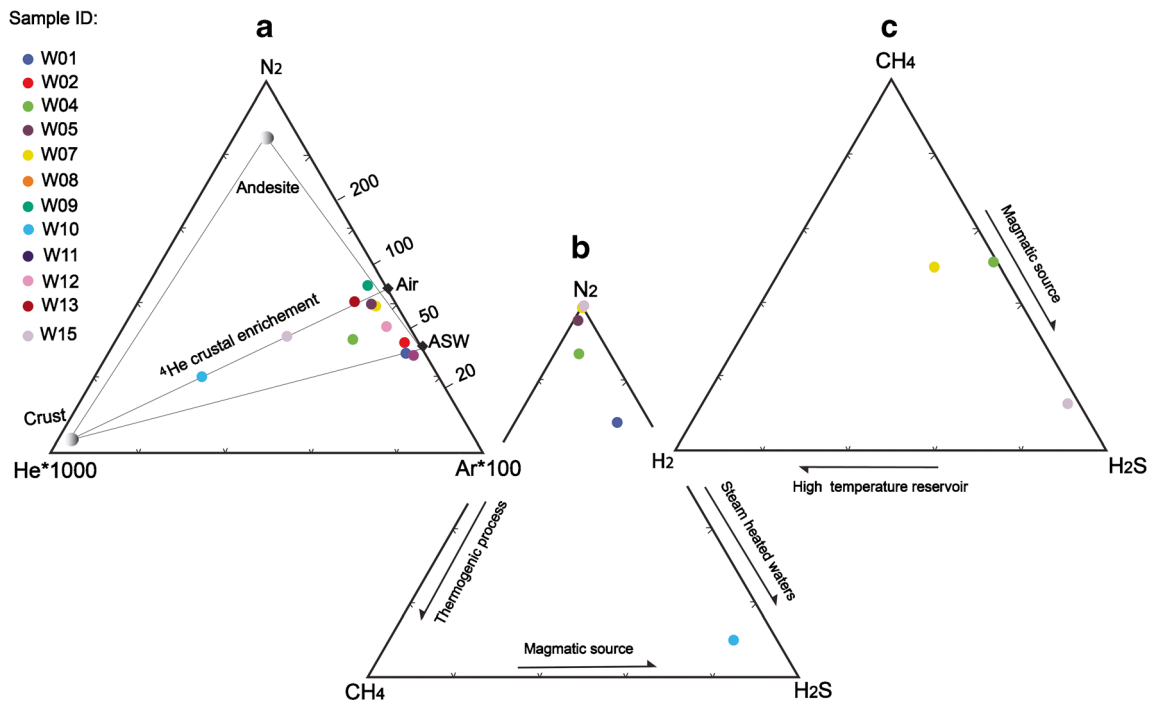 Sample ID:
W01
W02
W04
W05
W07
W08
W09
W10
W11
W12
W13
W15
a
N2
Andesite
200
100
Air
50
ASW
20
4He crustal enrichement
Crust
He*1000
Ar*100
b
N2
Thermogenic process
Steam heated waters
Magmatic source
CH4
H2S
c
CH4
Magmatic source
H2
H2S
High temperature reservoir